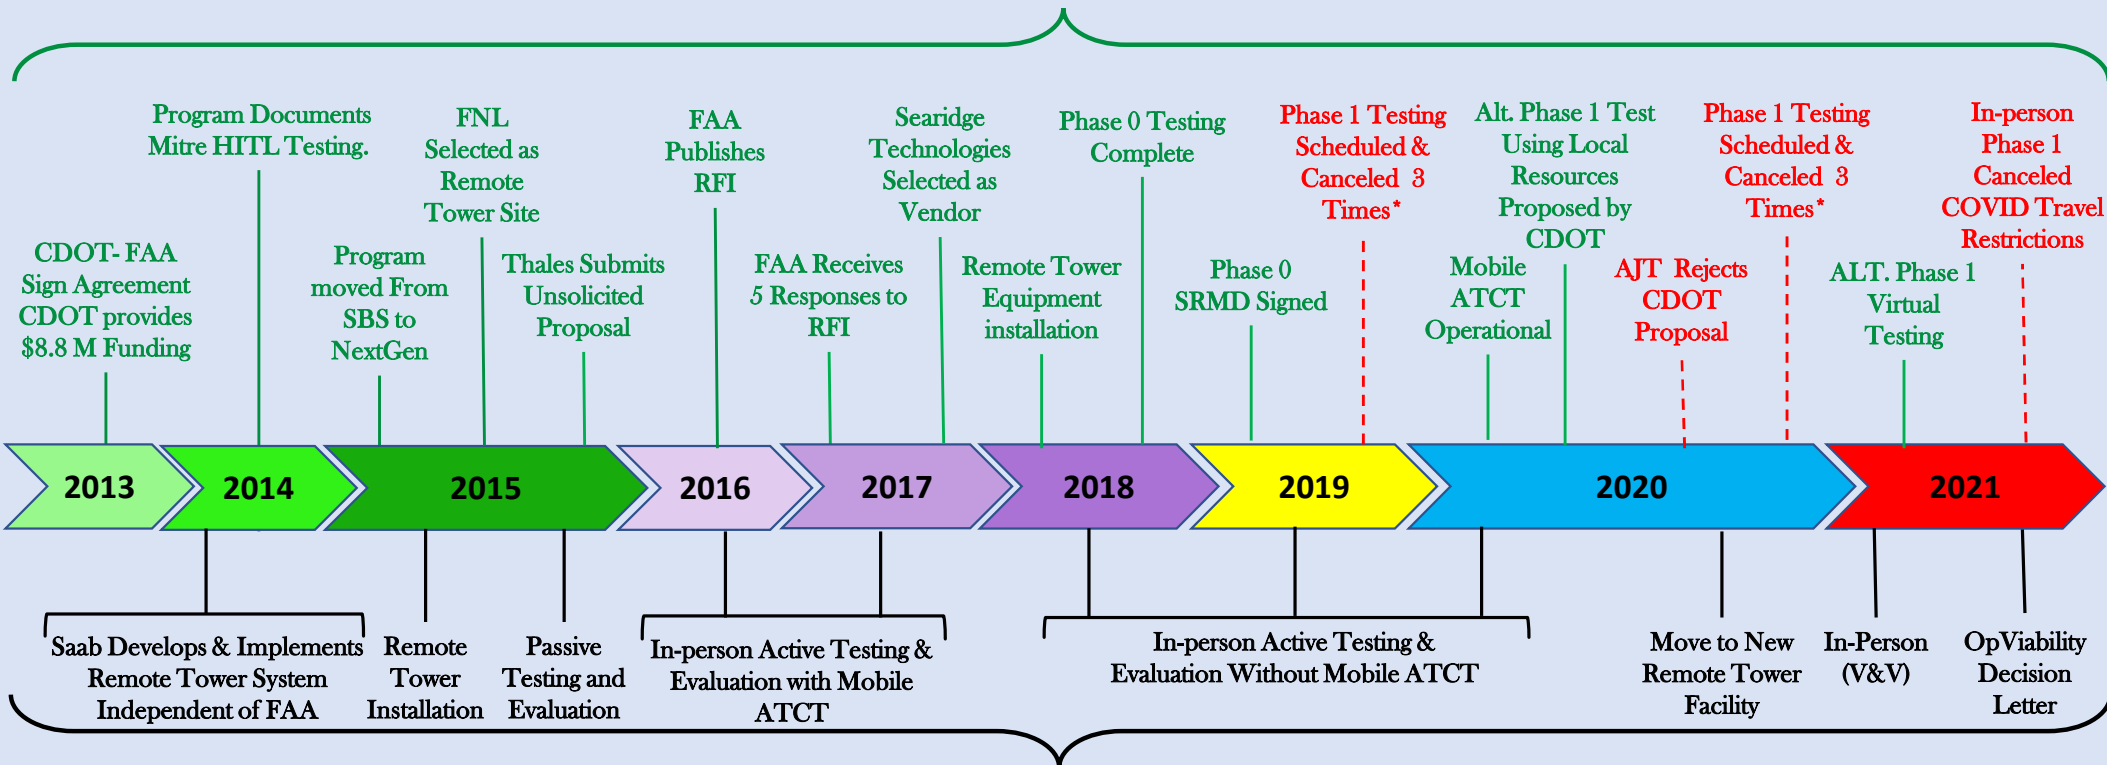 Program Documents
Mitre HITL Testing.
FNL
Selected as
Remote
Tower Site
FAA
Publishes
RFI
Searidge
Technologies
Selected as
Vendor
Phase 0 Testing
Complete
Phase 1 Testing
Scheduled &
Canceled 3
Times*
Alt. Phase 1 Test
Using Local
Resources
Proposed by
CDOT
Phase 1 Testing
Scheduled &
Canceled 3
Times*
In-person
Phase 1
Canceled
COVID Travel
Restrictions
CDOT- FAA
Sign Agreement
CDOT provides
$8.8 M Funding
Program
moved From
SBS to
NextGen
Thales Submits
Unsolicited
Proposal
FAA Receives
5 Responses to
RFI
Remote Tower
Equipment
installation
Phase 0
SRMD Signed
Mobile
ATCT
Operational
AJT Rejects
CDOT
Proposal
ALT. Phase 1
Virtual
Testing
2013
2014
2015
2016
2017
2018
2019
2020
2021
Saab Develops & Implements
Remote Tower System
Independent of FAA
Remote
Tower
Installation
Passive
Testing and
Evaluation
In-person Active Testing &
Evaluation with Mobile
ATCT
In-person Active Testing &
Evaluation Without Mobile ATCT
Move to New
Remote Tower
Facility
In-Person
(V&V)
OpViability
Decision
Letter